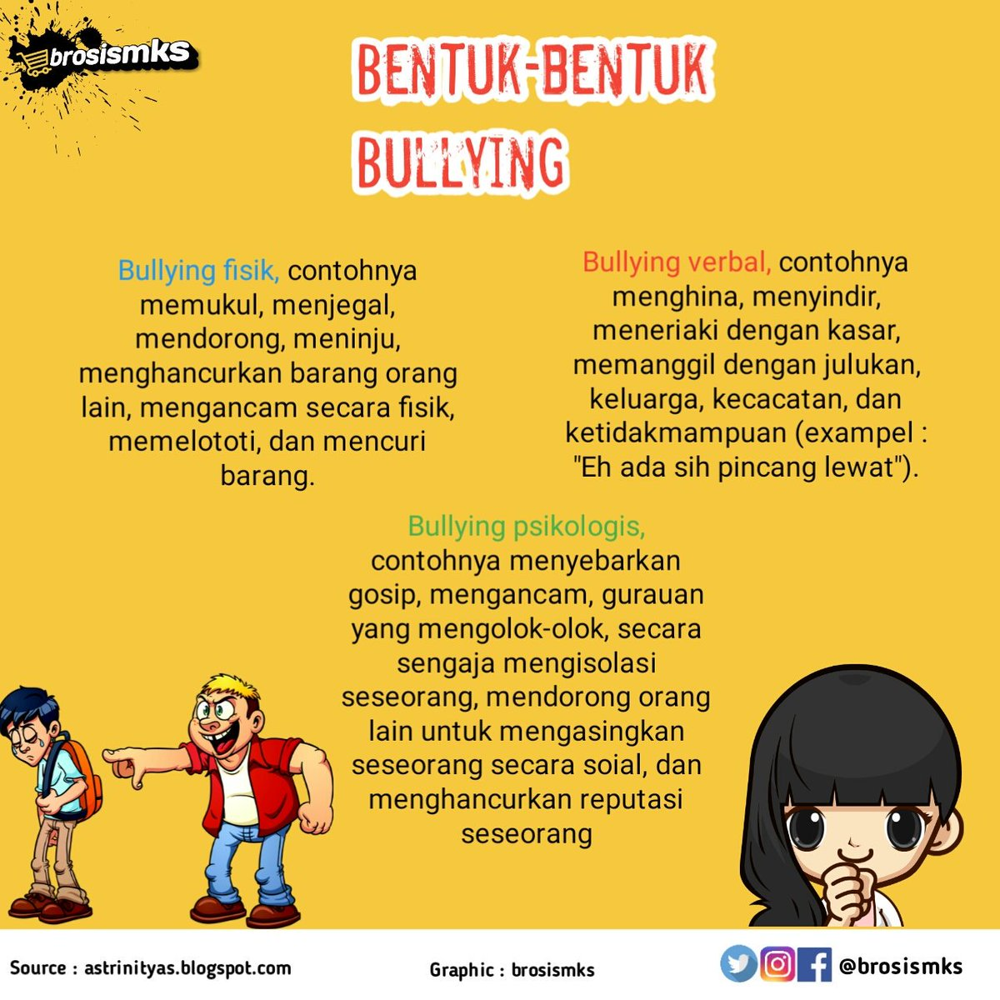 brosismks
BENTUK-BENTUK
BULLYING
Bullying fisik, contohnya
memukul, menjegal,
mendorong, meninju,
menghancurkan barang orang
lain, mengancam secara fisik,
memelototi, dan mencuri
barang.
Bullying verbal, contohnya
menghina, menyindir,
meneriaki dengan kasar,
memanggil dengan julukan,
keluarga, kecacatan, dan
ketidakmampuan (exampel :
"Eh ada sih pincang lewat").
Bullying psikologis,
contohnya menyebarkan
gosip, mengancam, gurauan
yang mengolok-olok, secara
sengaja mengisolasi
seseorang, mendorong orang
lain untuk mengasingkan
seseorang secara soial, dan
menghancurkan reputasi
seseorang
Source : astrinityas.blogspot.com
Graphic : brosismks
@brosismks